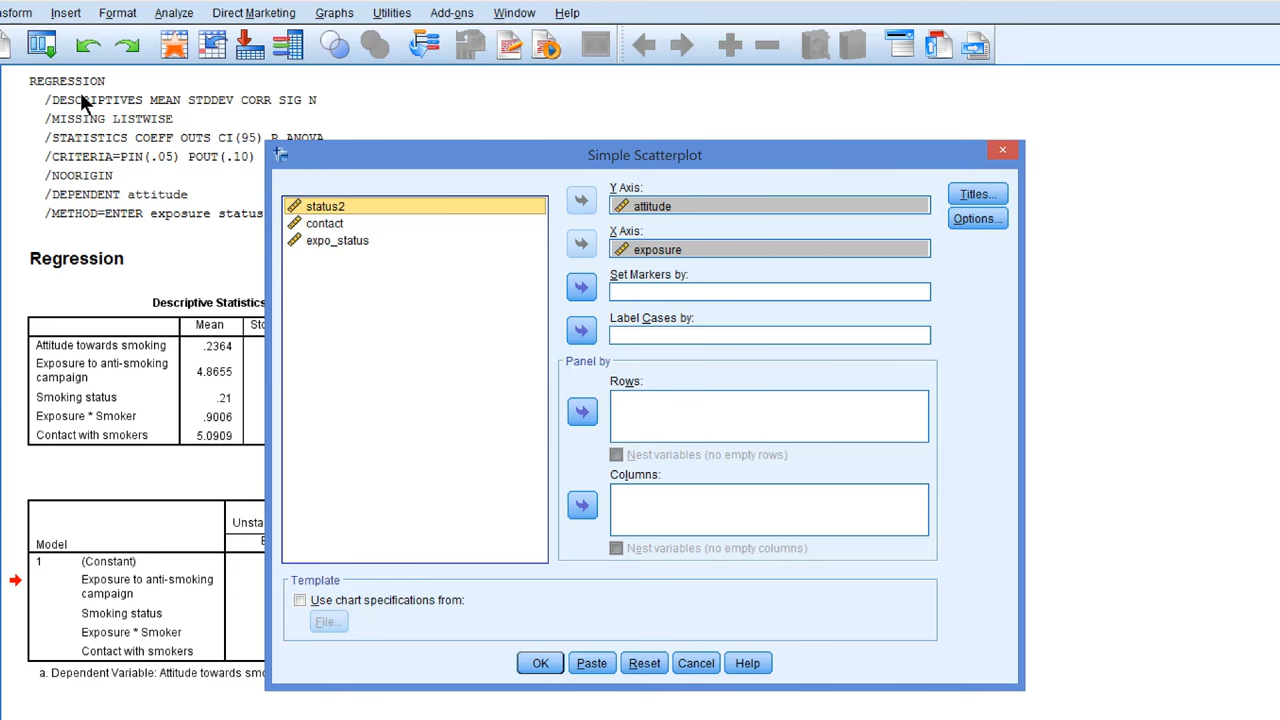 nsform Insert Format Analyze Direct Marketing Graphs Utilities Add-ons Window Help
REGRESSION
/DESCRIPTIVES MEAN STDDEV CORR SIG N
/MISSING LISTWISE
/STATISTICS COEFF OUTS CI(95) R ANOVA
/CRITERIA=PIN(.05) POUT(.10)
/NOORIGIN
/DEPENDENT attitude
/METHOD=ENTER exposure status
Regression
Descriptive Statistics
Mean Std
Attitude towards smoking .2364
Exposure to anti-smoking
campaign 4.8655
Smoking status .21
Exposure * Smoker .9006
Contact with smokers 5.0909
Unsta
Model B
1 (Constant)
Exposure to anti-smoking
campaign
Smoking status
Exposure * Smoker
Contact with smokers
a. Dependent Variable: Attitude towards smo
Simple Scatterplot
status2
contact
expo_status
Y Axis:
attitude
X Axis:
exposure
Set Markers by:
Label Cases by:
Panel by
Rows:
Nest variables (no empty rows)
Columns:
Nest variables (no empty columns)
Titles...
Options...
Template
Use chart specifications from:
File...
OK Paste Reset Cancel Help